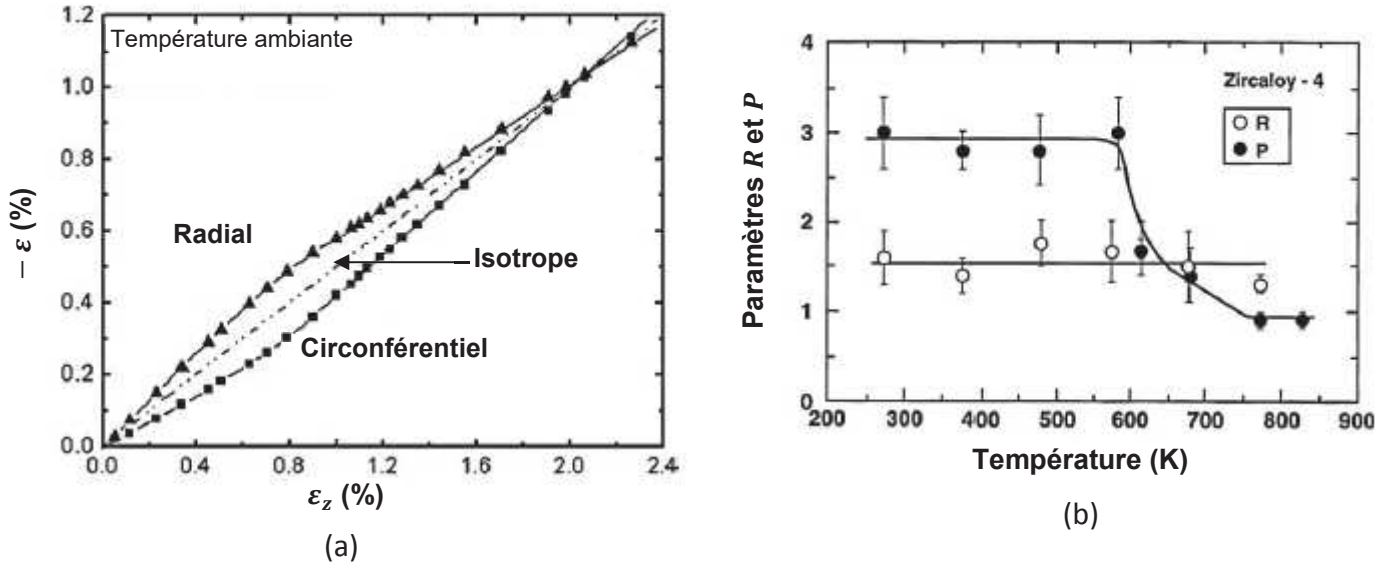 Température ambiante
− ε (%)
1.2
1.0
0.8
0.6
0.4
0.2
0.0
Radial
Isotrope
Circonférentiel
0.0 0.4 0.8 1.2 1.6 2.0 2.4
εz (%)
(a)
Paramètres R et P
4
3
2
1
0
Zircaloy - 4
R
P
200 300 400 500 600 700 800 900
Température (K)
(b)